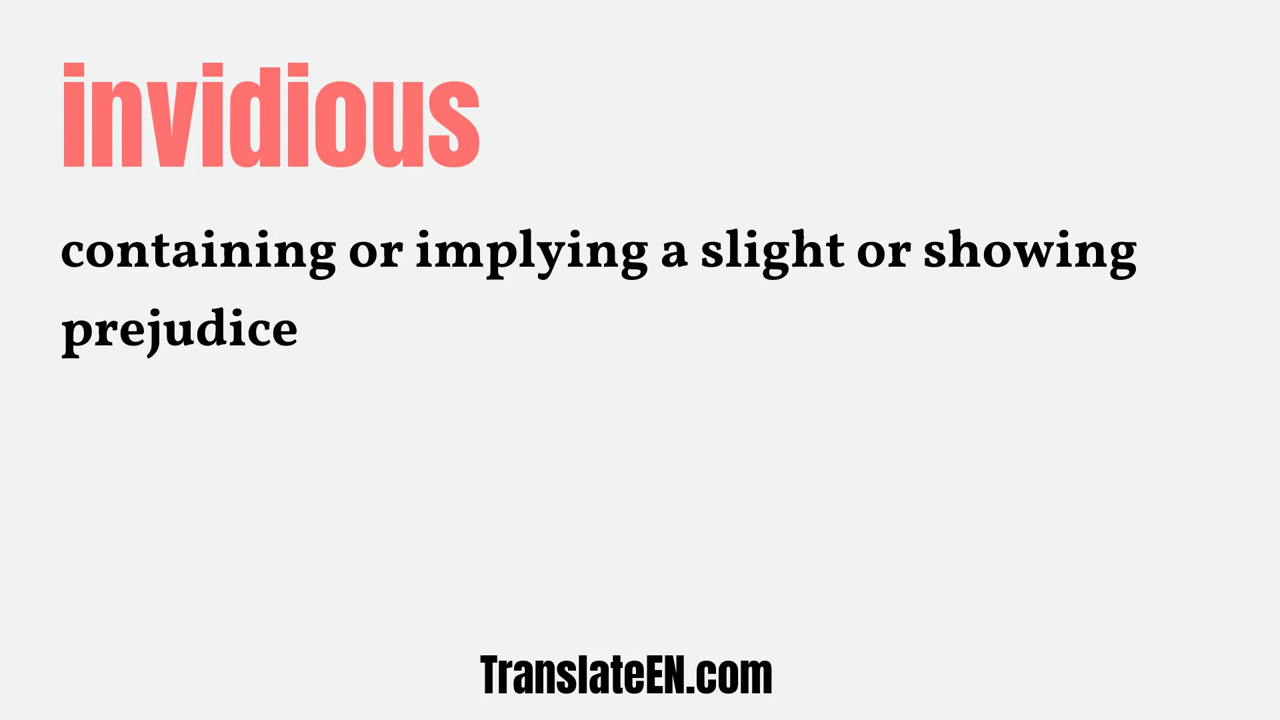 invidious
containing or implying a slight or showing
prejudice
TranslateEN.com